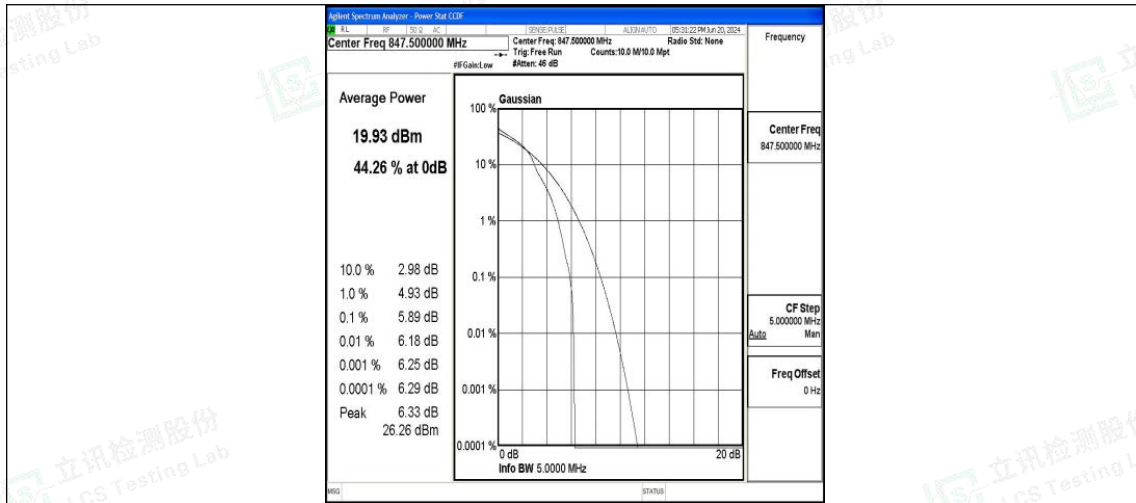 Agilent Spectrum Analyzer - Power Stat CCDF
RL RF 50 Ω AC SENSE:PULSE ALIGN AUTO 05:31:22 PM Jun 20, 2024
Center Freq 847.500000 MHz
Center Freq: 847.500000 MHz Radio Std: None
Trig: Free Run Counts:10.0 M/10.0 Mpt
#IFGain:Low #Atten: 46 dB
Frequency
Average Power
19.93 dBm
44.26 % at 0dB
10.0 % 2.98 dB
1.0 % 4.93 dB
0.1 % 5.89 dB
0.01 % 6.18 dB
0.001 % 6.25 dB
0.0001 % 6.29 dB
Peak 6.33 dB
26.26 dBm
Gaussian
100 %
10 %
1 %
0.1 %
0.01 %
0.001 %
0.0001 %
0 dB 20 dB
Info BW 5.0000 MHz
Center Freq
847.500000 MHz
CF Step
5.000000 MHz
Auto Man
Freq Offset
0 Hz
MSG STATUS
立讯检测股份
LCS Testing Lab